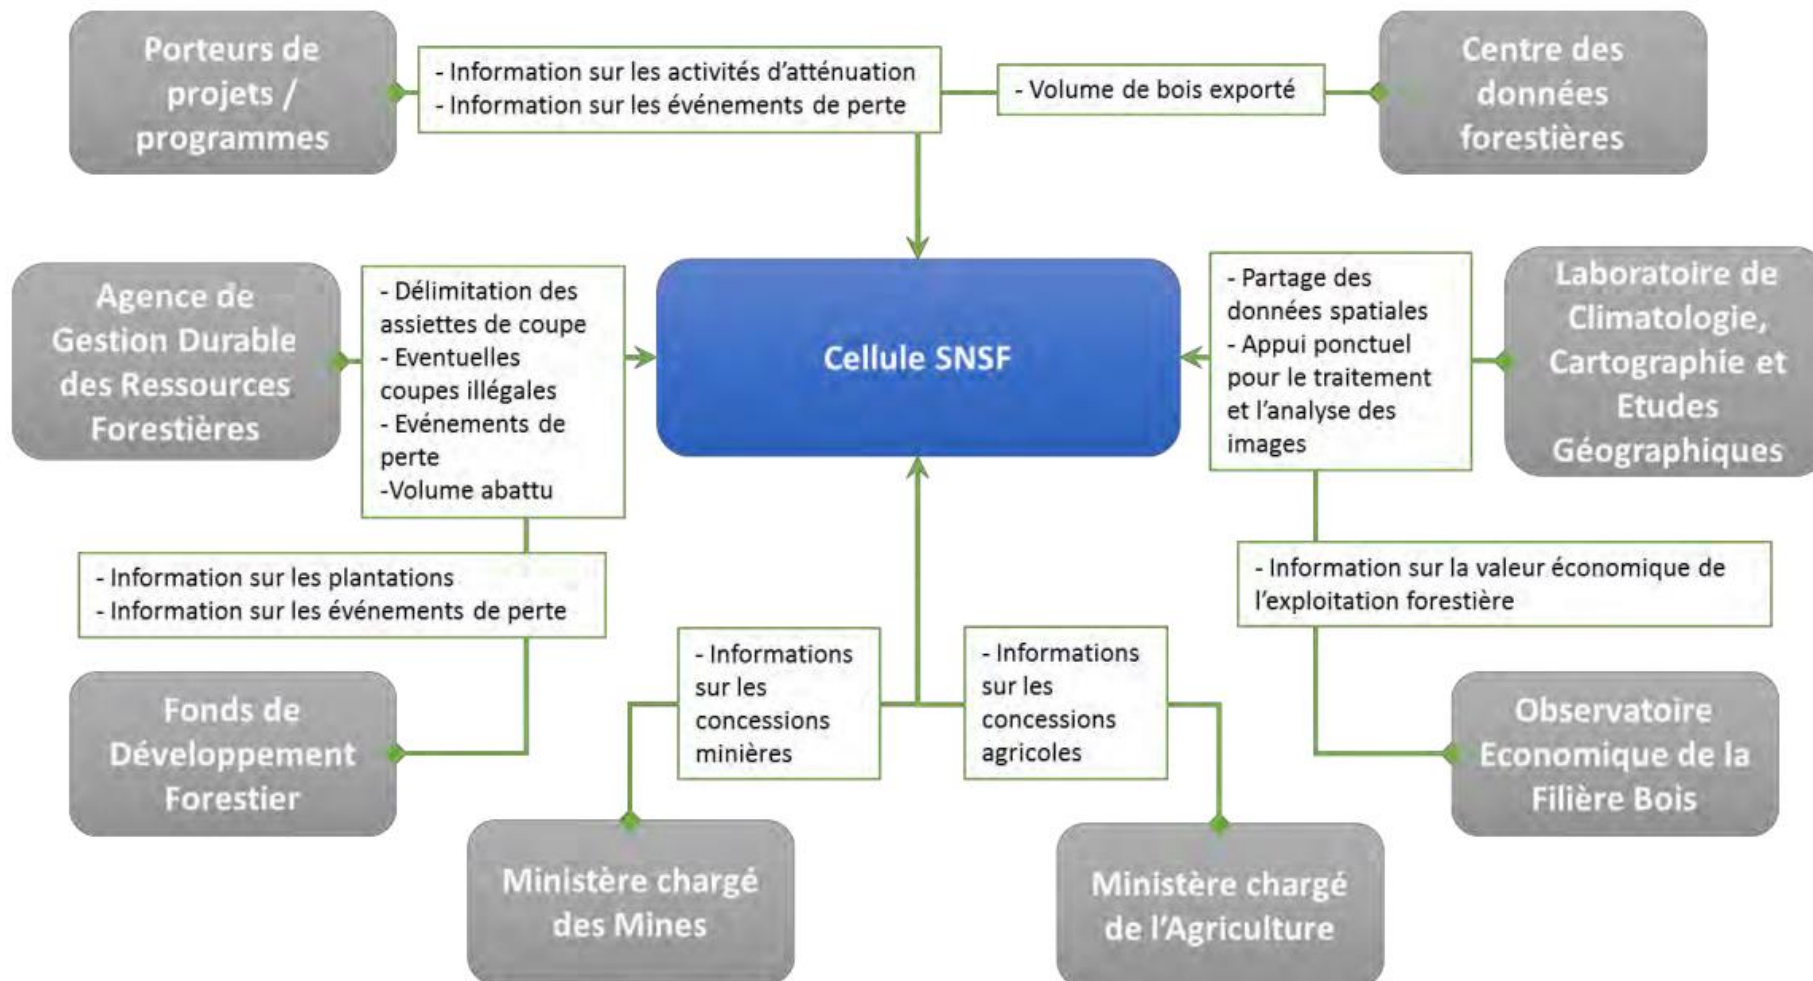 Porteurs de
projets /
programmes
- Information sur les activités d’atténuation
- Information sur les événements de perte
- Volume de bois exporté
Centre des
données
forestières
Agence de
Gestion Durable
des Ressources
Forestières
- Délimitation des
assiettes de coupe
- Eventuelles
coupes illégales
- Evénements de
perte
-Volume abattu
Cellule SNSF
- Partage des
données spatiales
- Appui ponctuel
pour le traitement
et l’analyse des
images
Laboratoire de
Climatologie,
Cartographie et
Etudes
Géographiques
- Information sur les plantations
- Information sur les événements de perte
- Information sur la valeur économique de
l’exploitation forestière
Fonds de
Développement
Forestier
- Informations
sur les
concessions
minières
- Informations
sur les
concessions
agricoles
Observatoire
Economique de la
Filière Bois
Ministère chargé
des Mines
Ministère chargé
de l’Agriculture